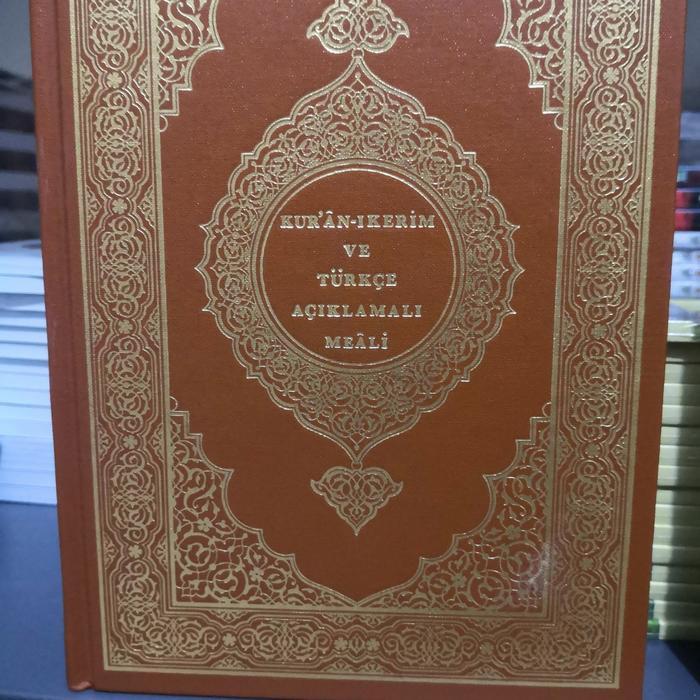 KUR'ÂN-I KERİM
VE
TÜRKÇE
AÇIKLAMALI
MEÂLİ